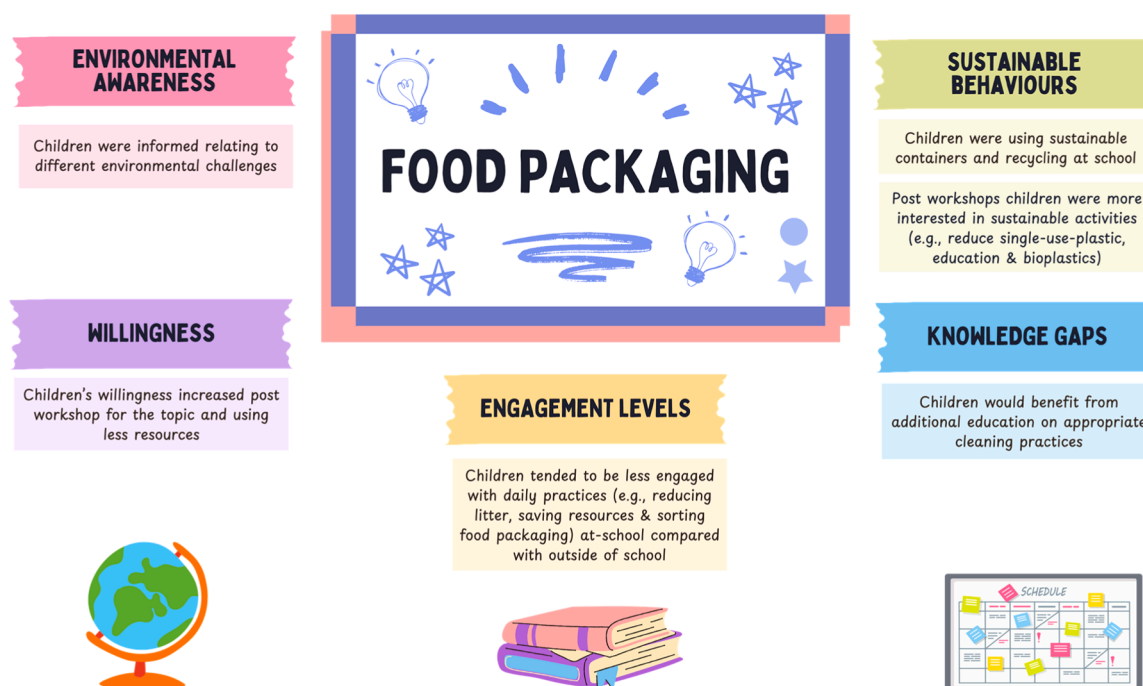 ENVIRONMENTAL
AWARENESS
Children were informed relating to
different environmental challenges
WILLINGNESS
Children's willingness increased post
workshop for the topic and using
less resources
FOOD PACKAGING
ENGAGEMENT LEVELS
Children tended to be less engaged
with daily practices (e.g., reducing
litter, saving resources & sorting
food packaging) at-school compared
with outside of school
SUSTAINABLE
BEHAVIOURS
Children were using sustainable
containers and recycling at school
Post workshops children were more
interested in sustainable activities
(e.g., reduce single-use-plastic,
education & bioplastics)
KNOWLEDGE GAPS
Children would benefit from
additional education on appropriate
cleaning practices
SCHEDULE